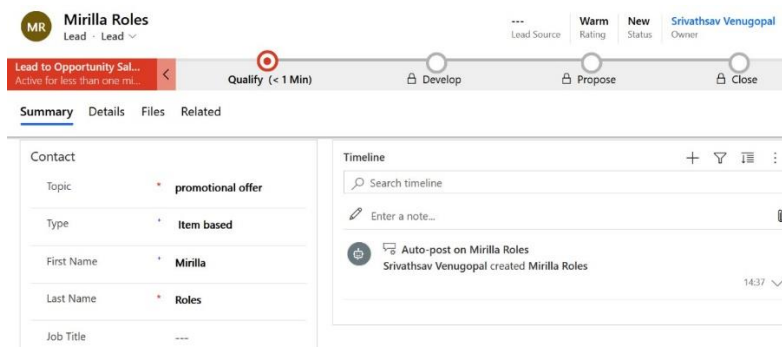 MR
Mirilla Roles
Lead · Lead
---
Lead Source
Warm
Rating
New
Status
Srivathsav Venugopal
Owner
Lead to Opportunity Sal...
Active for less than one mi...
Qualify (< 1 Min)
Develop
Propose
Close
Summary Details Files Related
Contact
Topic * promotional offer
Type * Item based
First Name * Mirilla
Last Name * Roles
Job Title ---
Timeline
Search timeline
Enter a note...
Auto-post on Mirilla Roles
Srivathsav Venugopal created Mirilla Roles
14:37